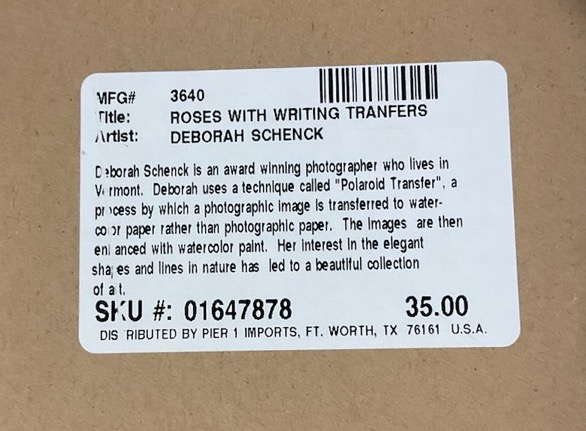 MFG# 3640
Title: ROSES WITH WRITING TRANFERS
Artist: DEBORAH SCHENCK
Deborah Schenck is an award winning photographer who lives in
Vermont. Deborah uses a technique called "Polaroid Transfer", a
process by which a photographic image is transferred to water-
color paper rather than photographic paper. The images are then
enhanced with watercolor paint. Her interest in the elegant
shapes and lines in nature has led to a beautiful collection
of art.
SKU #: 01647878 35.00
DISTRIBUTED BY PIER 1 IMPORTS, FT. WORTH, TX 76161 U.S.A.